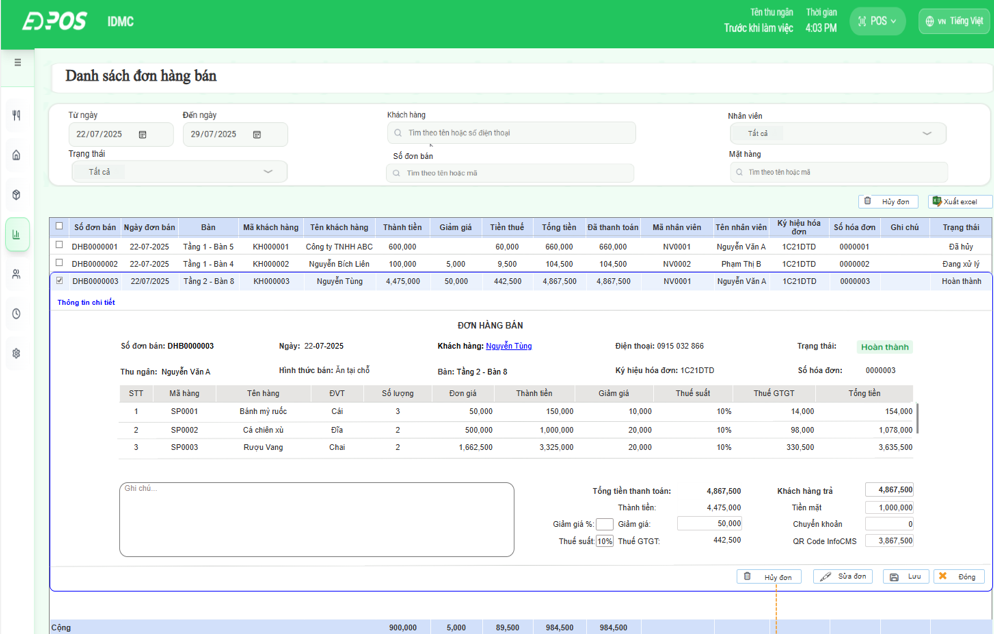 EDPOS IDMC Tên thu ngân Thời gian POS VN Tiếng Việt
Trước khi làm việc 4:03 PM
Danh sách đơn hàng bán
Từ ngày Đến ngày Khách hàng Nhân viên
22/07/2025 29/07/2025 Tìm theo tên hoặc số điện thoại Tất cả
Trạng thái Số đơn bán Mặt hàng
Tất cả Tìm theo tên hoặc mã Tìm theo tên hoặc mã
Hủy đơn Xuất excel
Số đơn bán Ngày đơn bán Bàn Mã khách hàng Tên khách hàng Thành tiền Giảm giá Tiền thuế Tổng tiền Đã thanh toán Mã nhân viên Tên nhân viên Ký hiệu hóa đơn Số hóa đơn Ghi chú Trạng thái
DHB0000001 22-07-2025 Tầng 1 - Bàn 5 KH000001 Công ty TNHH ABC 600,000 60,000 660,000 660,000 NV0001 Nguyễn Văn A 1C21DTD 0000001 Đã hủy
DHB0000002 22-07-2025 Tầng 1 - Bàn 4 KH000002 Nguyễn Bích Liên 100,000 5,000 9,500 104,500 104,500 NV0002 Phạm Thị B 1C21DTD 0000002 Đang xử lý
DHB0000003 22/07/2025 Tầng 2 - Bàn 8 KH000003 Nguyễn Tùng 4,475,000 50,000 442,500 4,867,500 4,867,500 NV0001 Nguyễn Văn A 1C21DTD 0000003 Hoàn thành
Thông tin chi tiết
ĐƠN HÀNG BÁN
Số đơn bán: DHB0000003 Ngày: 22-07-2025 Khách hàng: Nguyễn Tùng Điện thoại: 0915 032 866 Trạng thái: Hoàn thành
Thu ngân: Nguyễn Văn A Hình thức bán: Ăn tại chỗ Bàn: Tầng 2 - Bàn 8 Ký hiệu hóa đơn: 1C21DTD Số hóa đơn: 0000003
STT Mã hàng Tên hàng ĐVT Số lượng Đơn giá Thành tiền Giảm giá Thuế suất Thuế GTGT Tổng tiền
1 SP0001 Bánh mỳ ruốc Cái 3 50,000 150,000 10,000 10% 14,000 154,000
2 SP0002 Cá chiên xù Đĩa 2 500,000 1,000,000 20,000 10% 98,000 1,078,000
3 SP0003 Rượu Vang Chai 2 1,662,500 3,325,000 20,000 10% 330,500 3,635,500
Ghi chú...
Tổng tiền thanh toán: 4,867,500 Khách hàng trả 4,867,500
Thành tiền: 4,475,000 Tiền mặt 1,000,000
Giảm giá %: Giảm giá: 50,000 Chuyển khoản 0
Thuế suất: 10% Thuế GTGT: 442,500 QR Code InfoCMS 3,867,500
Hủy đơn Sửa đơn Lưu Đóng
Cộng 900,000 5,000 89,500 984,500 984,500